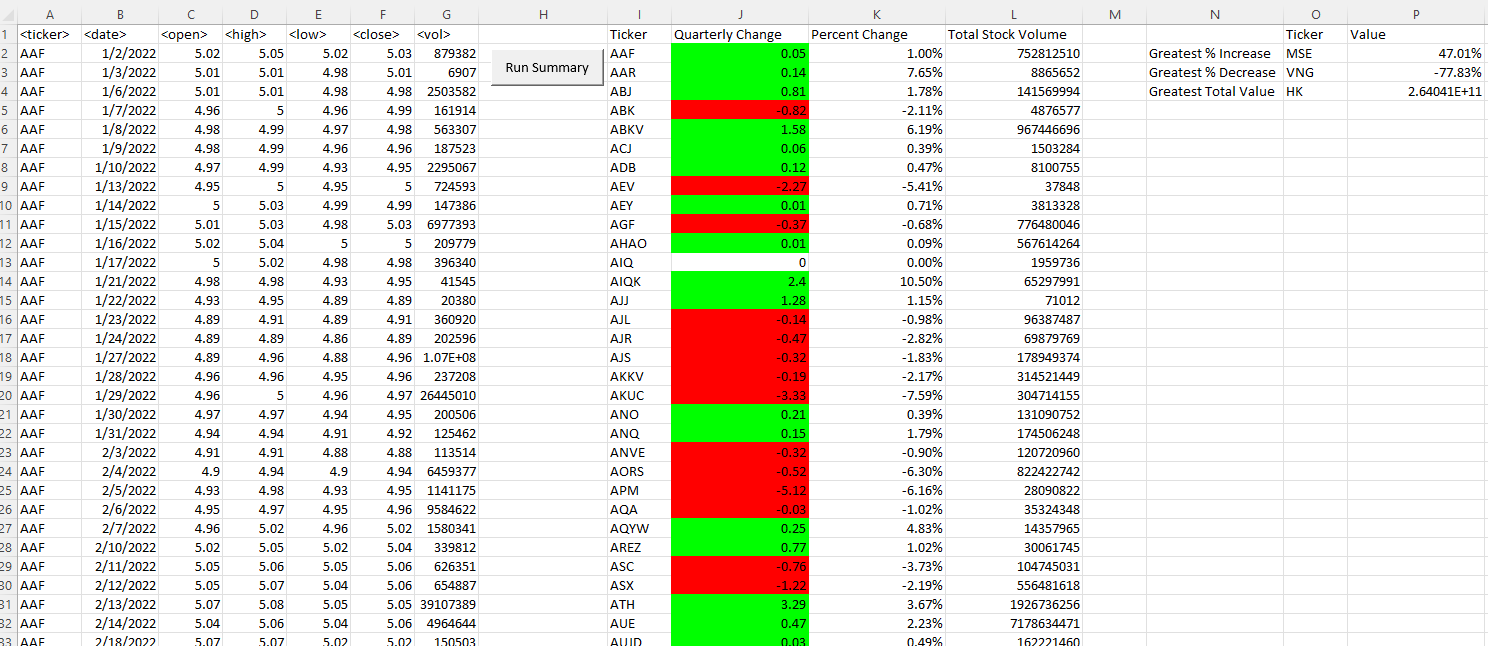 A B C D E F G H I J K L M N O P
1 <ticker> <date> <open> <high> <low> <close> <vol> Ticker Quarterly Change Percent Change Total Stock Volume Ticker Value
2 AAF 1/2/2022 5.02 5.05 5.02 5.03 879382 AAF 0.05 1.00% 752812510 Greatest % Increase MSE 47.01%
Run Summary
3 AAF 1/3/2022 5.01 5.01 4.98 5.01 6907 AAR 0.14 7.65% 8865652 Greatest % Decrease VNG -77.83%
4 AAF 1/6/2022 5.01 5.01 4.98 4.98 2503582 ABJ 0.81 1.78% 141569994 Greatest Total Value HK 2.64041E+11
5 AAF 1/7/2022 4.96 5 4.96 4.99 161914 ABK -0.82 -2.11% 4876577
6 AAF 1/8/2022 4.98 4.99 4.97 4.98 563307 ABKV 1.58 6.19% 967446696
7 AAF 1/9/2022 4.98 4.99 4.96 4.96 187523 ACJ 0.06 0.39% 1503284
8 AAF 1/10/2022 4.97 4.99 4.93 4.95 2295067 ADB 0.12 0.47% 8100755
9 AAF 1/13/2022 4.95 5 4.95 5 724593 AEV -2.27 -5.41% 37848
10 AAF 1/14/2022 5 5.03 4.99 4.99 147386 AEY 0.01 0.71% 3813328
11 AAF 1/15/2022 5.01 5.03 4.98 5.03 6977393 AGF -0.37 -0.68% 776480046
12 AAF 1/16/2022 5.02 5.04 5 5 209779 AHAO 0.01 0.09% 567614264
13 AAF 1/17/2022 5 5.02 4.98 4.98 396340 AIQ 0 0.00% 1959736
14 AAF 1/21/2022 4.98 4.98 4.93 4.95 41545 AIQK 2.4 10.50% 65297991
15 AAF 1/22/2022 4.93 4.95 4.89 4.89 20380 AJJ 1.28 1.15% 71012
16 AAF 1/23/2022 4.89 4.91 4.89 4.91 360920 AJL -0.14 -0.98% 96387487
17 AAF 1/24/2022 4.89 4.89 4.86 4.89 202596 AJR -0.47 -2.82% 69879769
18 AAF 1/27/2022 4.89 4.96 4.88 4.96 1.07E+08 AJS -0.32 -1.83% 178949374
19 AAF 1/28/2022 4.96 4.96 4.95 4.96 237208 AKKV -0.19 -2.17% 314521449
20 AAF 1/29/2022 4.96 5 4.96 4.97 26445010 AKUC -3.33 -7.59% 304714155
21 AAF 1/30/2022 4.97 4.97 4.94 4.95 200506 ANO 0.21 0.39% 131090752
22 AAF 1/31/2022 4.94 4.94 4.91 4.92 125462 ANQ 0.15 1.79% 174506248
23 AAF 2/3/2022 4.91 4.91 4.88 4.88 113514 ANVE -0.32 -0.90% 120720960
24 AAF 2/4/2022 4.9 4.94 4.9 4.94 6459377 AORS -0.52 -6.30% 822422742
25 AAF 2/5/2022 4.93 4.98 4.93 4.95 1141175 APM -5.12 -6.16% 28090822
26 AAF 2/6/2022 4.95 4.97 4.95 4.96 9584622 AQA -0.03 -1.02% 35324348
27 AAF 2/7/2022 4.96 5.02 4.96 5.02 1580341 AQYW 0.25 4.83% 14357965
28 AAF 2/10/2022 5.02 5.05 5.02 5.04 339812 AREZ 0.77 1.02% 30061745
29 AAF 2/11/2022 5.05 5.06 5.05 5.06 626351 ASC -0.76 -3.73% 104745031
30 AAF 2/12/2022 5.05 5.07 5.04 5.06 654887 ASX -1.22 -2.19% 556481618
31 AAF 2/13/2022 5.07 5.08 5.05 5.05 39107389 ATH 3.29 3.67% 1926736256
32 AAF 2/14/2022 5.04 5.06 5.04 5.06 4964644 AUE 0.47 2.23% 7178634471
33 AAF 2/18/2022 5.07 5.07 5.02 5.02 150503 AUJD 0.03 0.49% 162221460